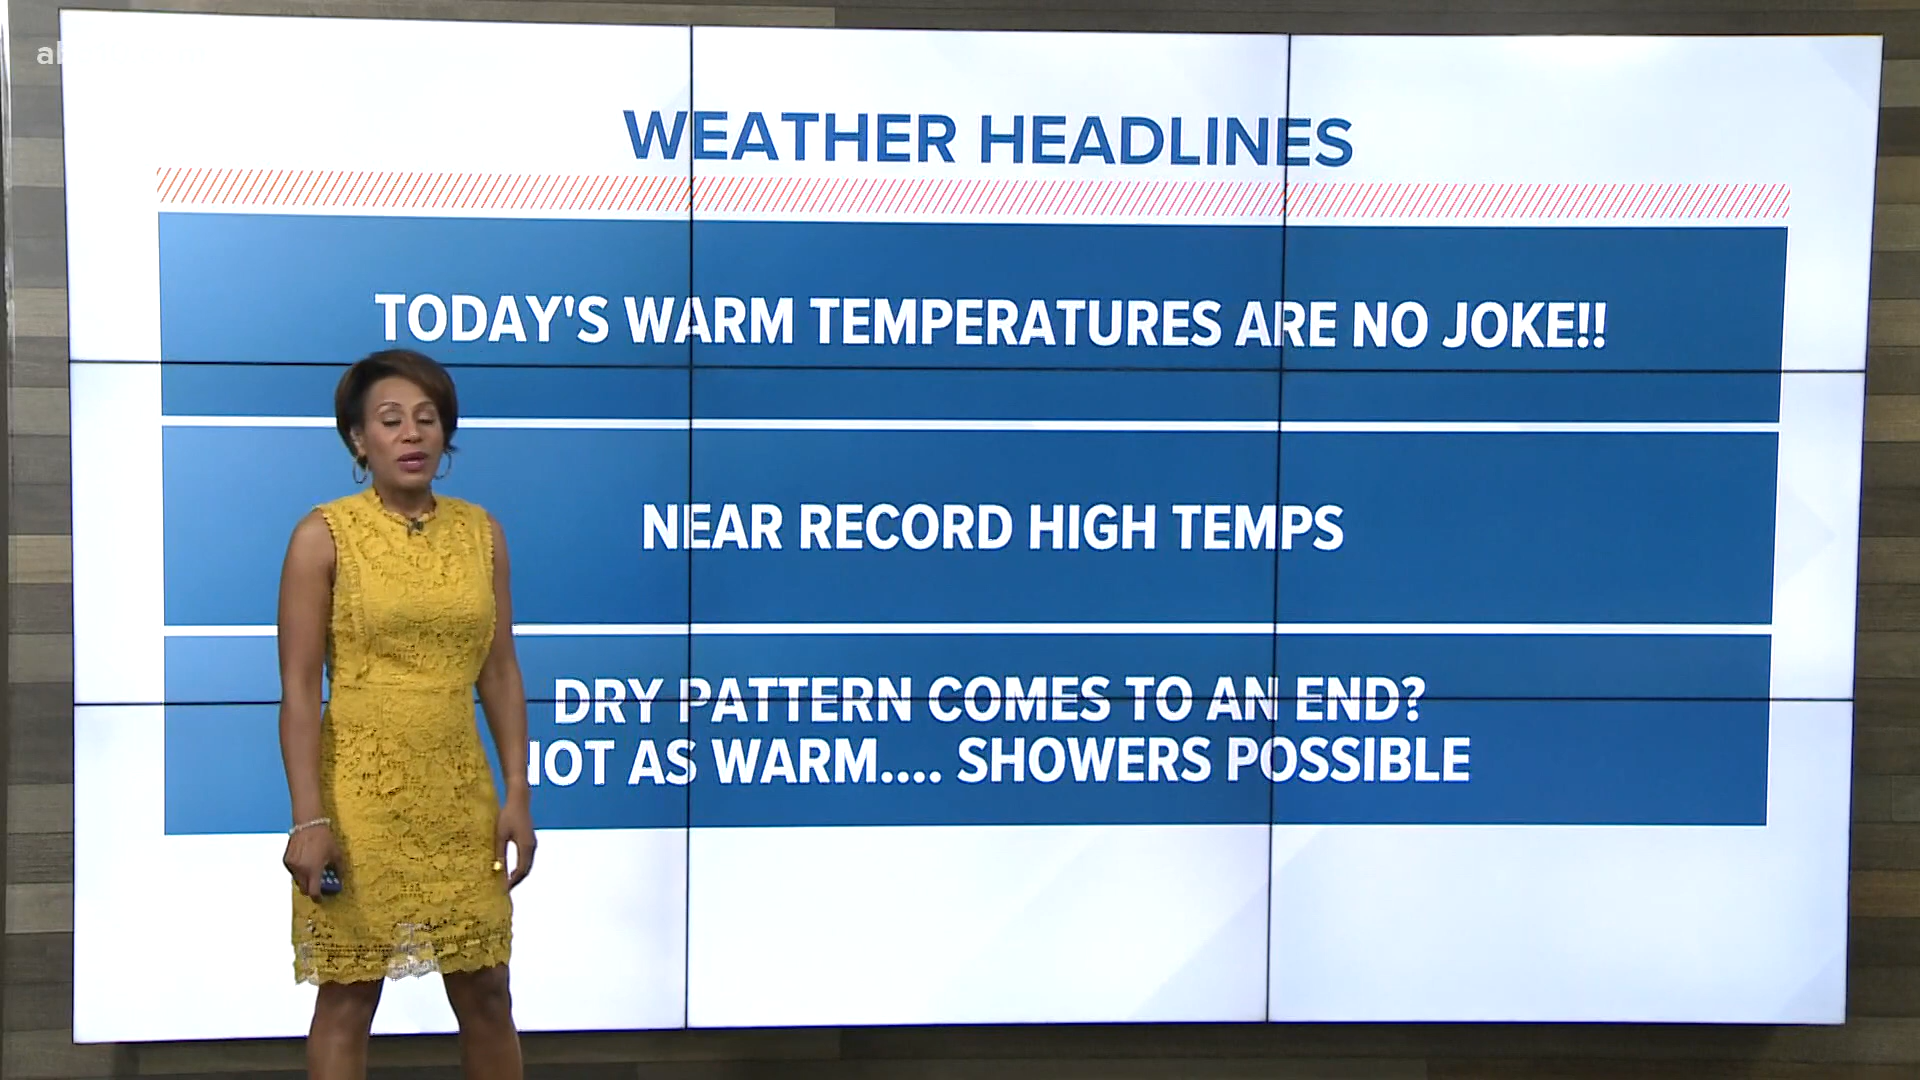 WEATHER HEADLINES
TODAY'S WARM TEMPERATURES ARE NO JOKE!!
NEAR RECORD HIGH TEMPS
DRY PATTERN COMES TO AN END?
NOT AS WARM.... SHOWERS POSSIBLE